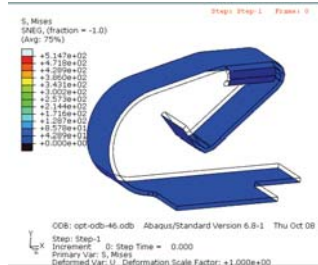 Step: Step-1 Frame: 0
S, Mises
SNEG, (fraction = -1.0)
(Avg: 75%)
+5.147e+02
+4.718e+02
+4.289e+02
+3.860e+02
+3.431e+02
+3.002e+02
+2.573e+02
+2.144e+02
+1.716e+02
+1.287e+02
+8.578e+01
+4.289e+01
+0.000e+00
ODB: opt-odb-46.odb Abaqus/Standard Version 6.8-1 Thu Oct 08
Y
X
Step: Step-1
Increment 0: Step Time = 0.000
Primary Var: S, Mises
Deformed Var: U Deformation Scale Factor: +1.000e+00